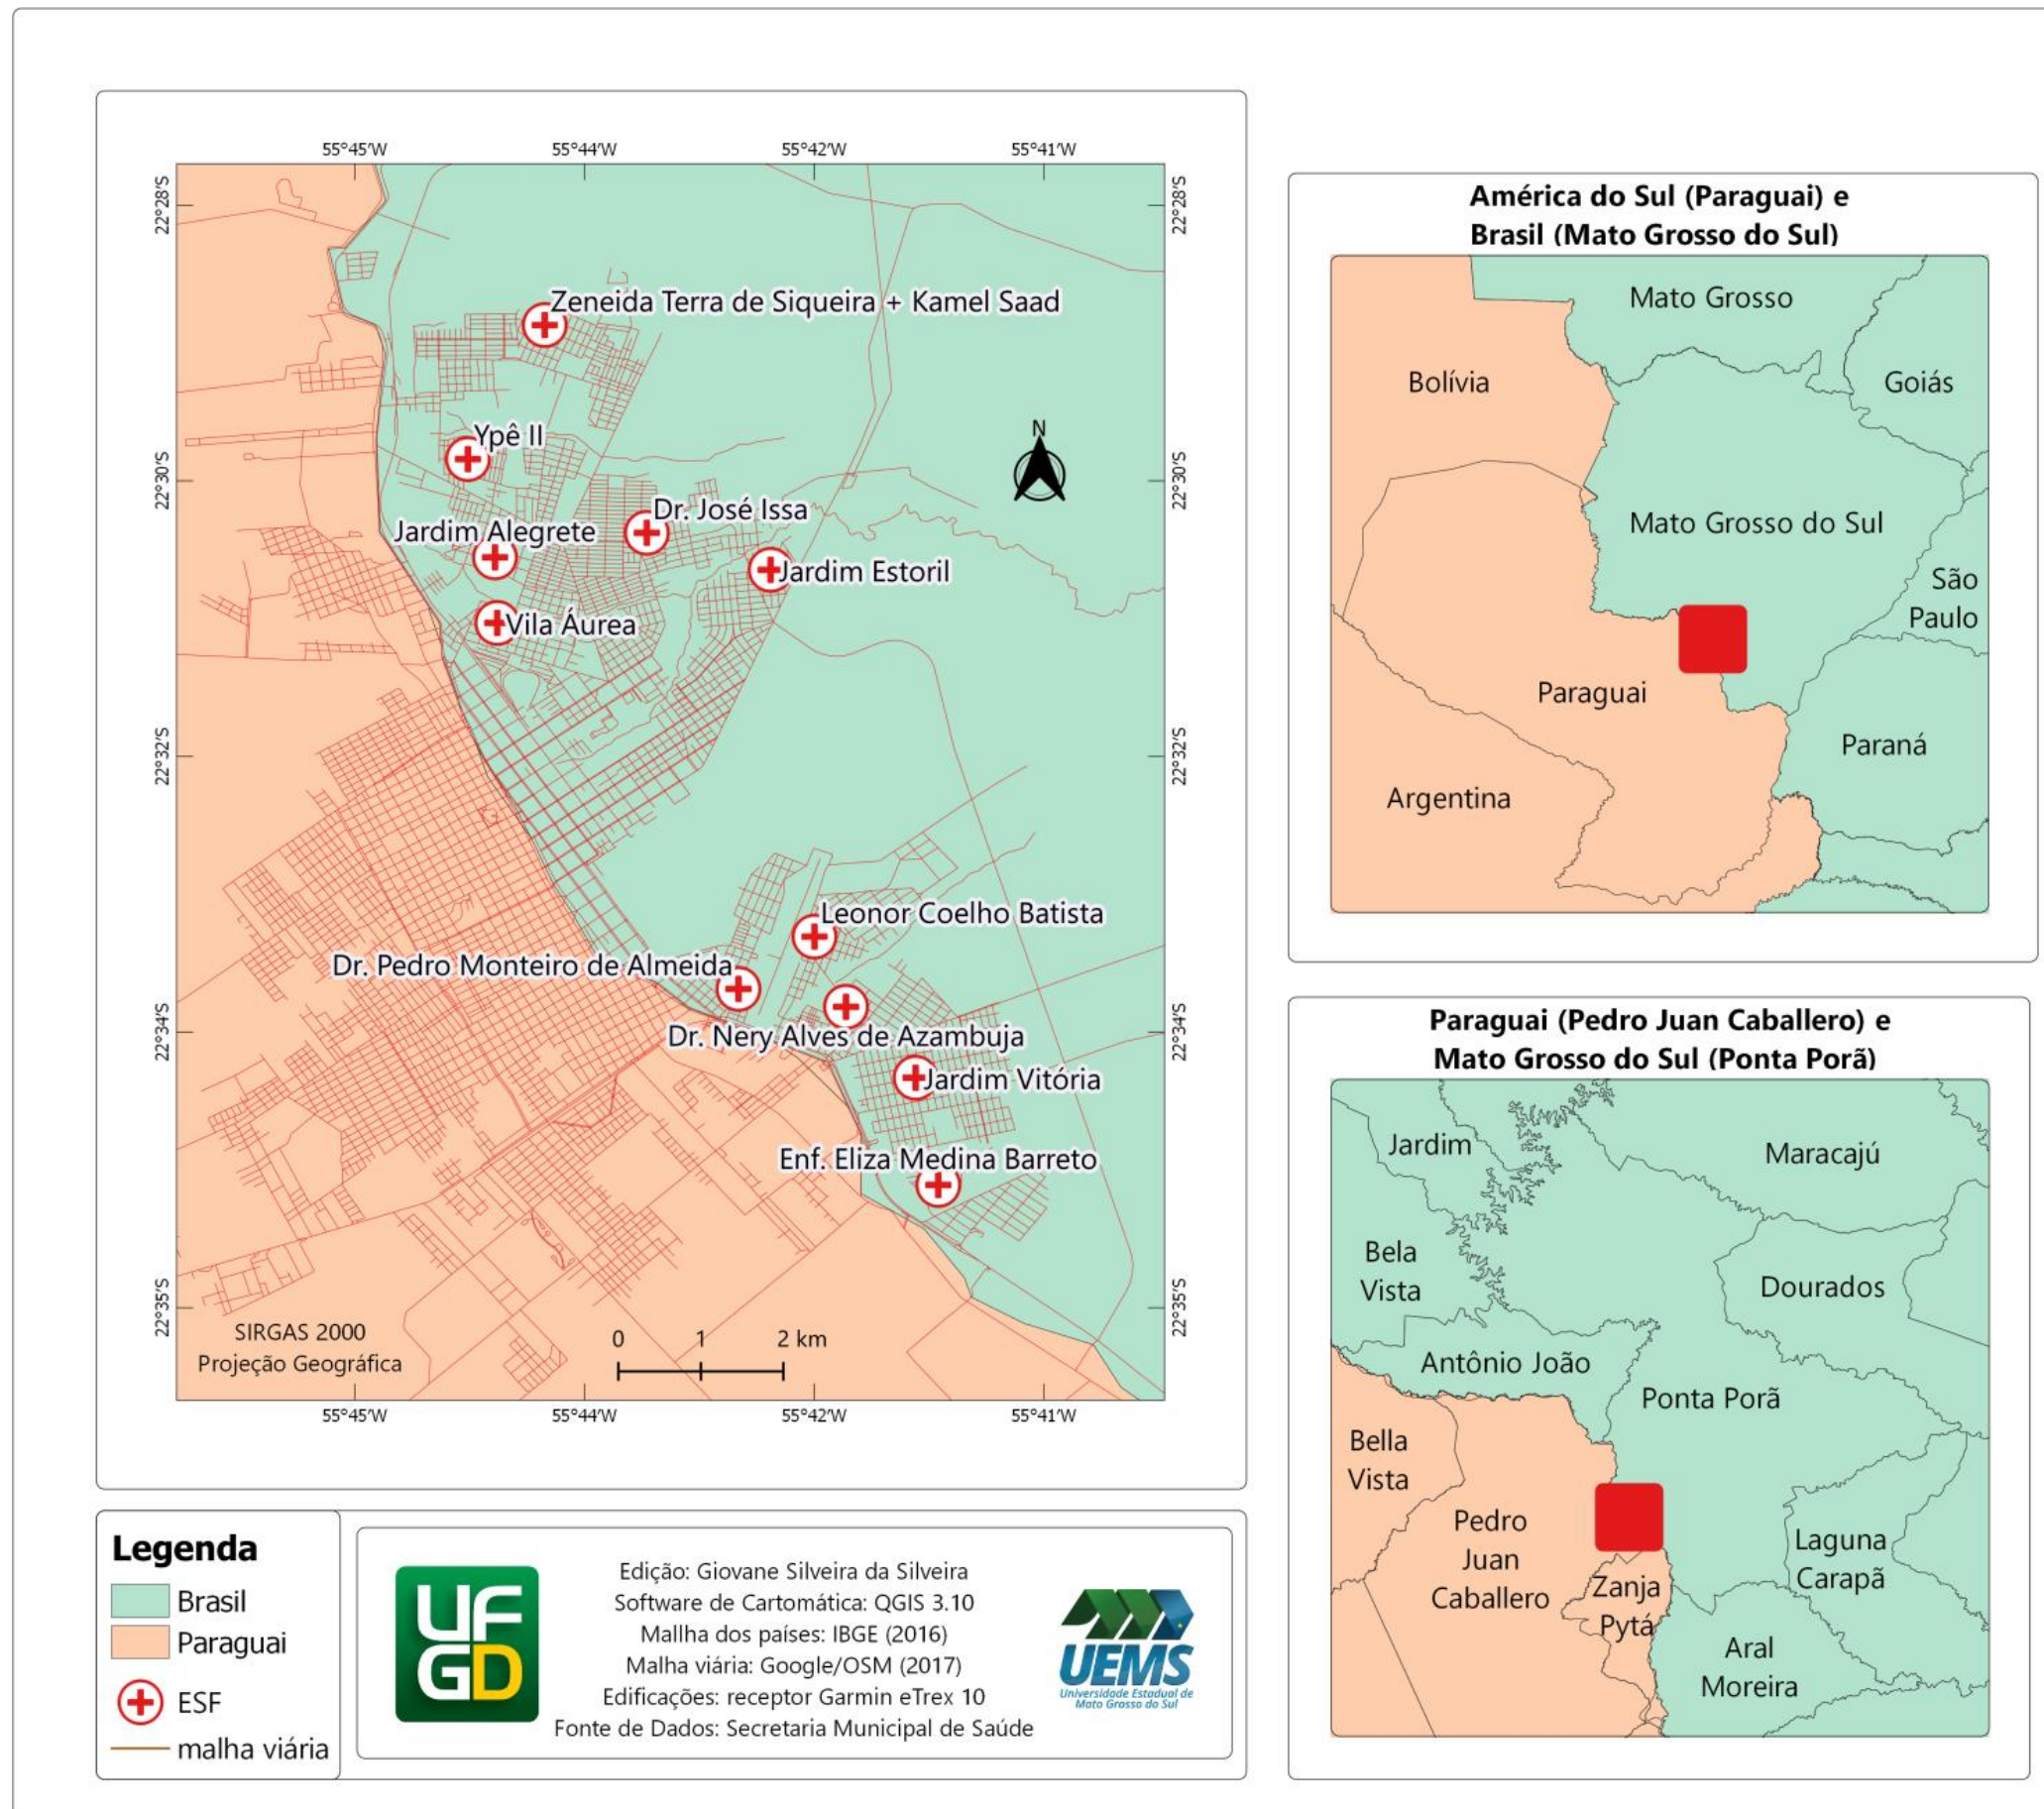 55°45′W
55°44′W
55°42′W
55°41′W
22°28′S
22°28′S
Zeneida Terra de Siqueira + Kamel Saad
Ypê II
N
22°30′S
22°30′S
Dr. José Issa
Jardim Alegrete
Jardim Estoril
Vila Áurea
22°32′S
22°32′S
Leonor Coelho Batista
Dr. Pedro Monteiro de Almeida
22°34′S
22°34′S
Dr. Nery Alves de Azambuja
Jardim Vitória
Enf. Eliza Medina Barreto
22°35′S
22°35′S
SIRGAS 2000
Projeção Geográfica
0 1 2 km
55°45′W
55°44′W
55°42′W
55°41′W
América do Sul (Paraguai) e
Brasil (Mato Grosso do Sul)
Mato Grosso
Bolívia
Goiás
Mato Grosso do Sul
São
Paulo
Paraguai
Paraná
Argentina
Paraguai (Pedro Juan Caballero) e
Mato Grosso do Sul (Ponta Porã)
Jardim
Maracajú
Bela
Vista
Dourados
Antônio João
Ponta Porã
Bella
Vista
Pedro
Juan
Caballero
Laguna
Carapã
Zanja
Pytá
Aral
Moreira
Legenda
Brasil
Paraguai
ESF
malha viária
UF
GD
Edição: Giovane Silveira da Silveira
Software de Cartomática: QGIS 3.10
Mallha dos países: IBGE (2016)
Malha viária: Google/OSM (2017)
Edificações: receptor Garmin eTrex 10
Fonte de Dados: Secretaria Municipal de Saúde
UEMS
Universidade Estadual de
Mato Grosso do Sul